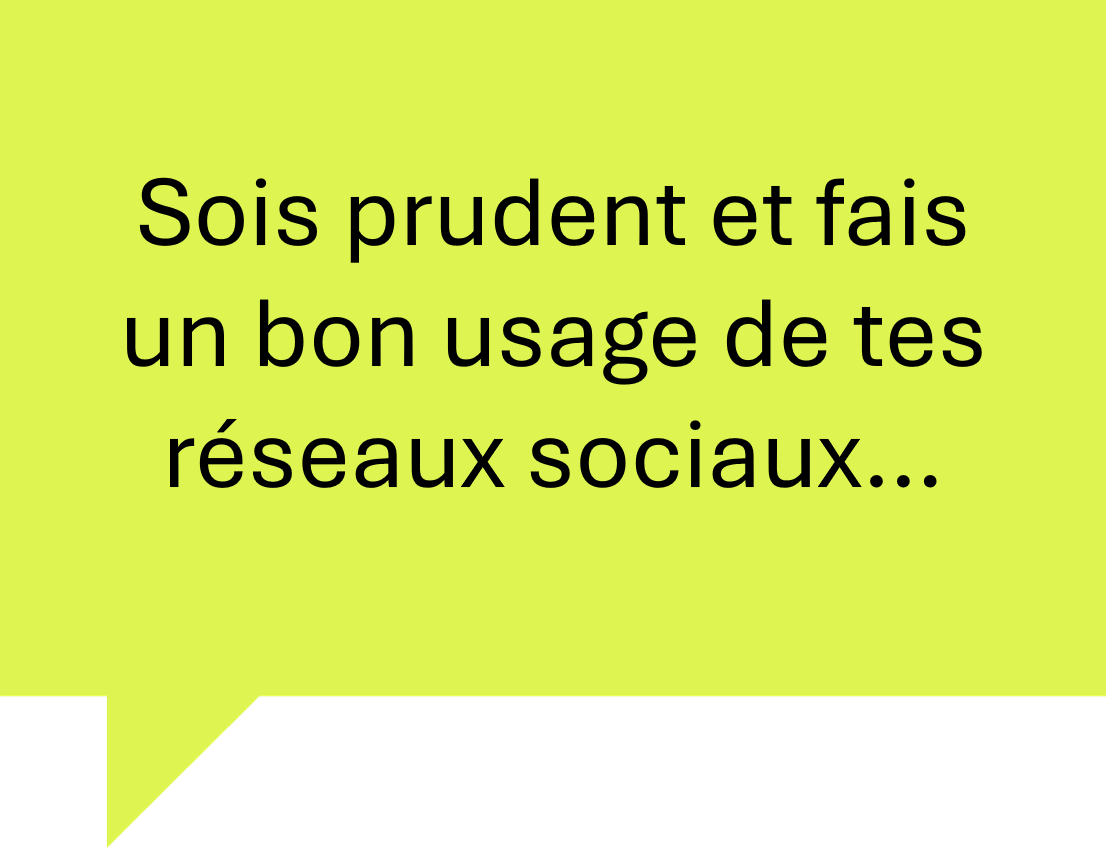 Sois prudent et fais
un bon usage de tes
réseaux sociaux...